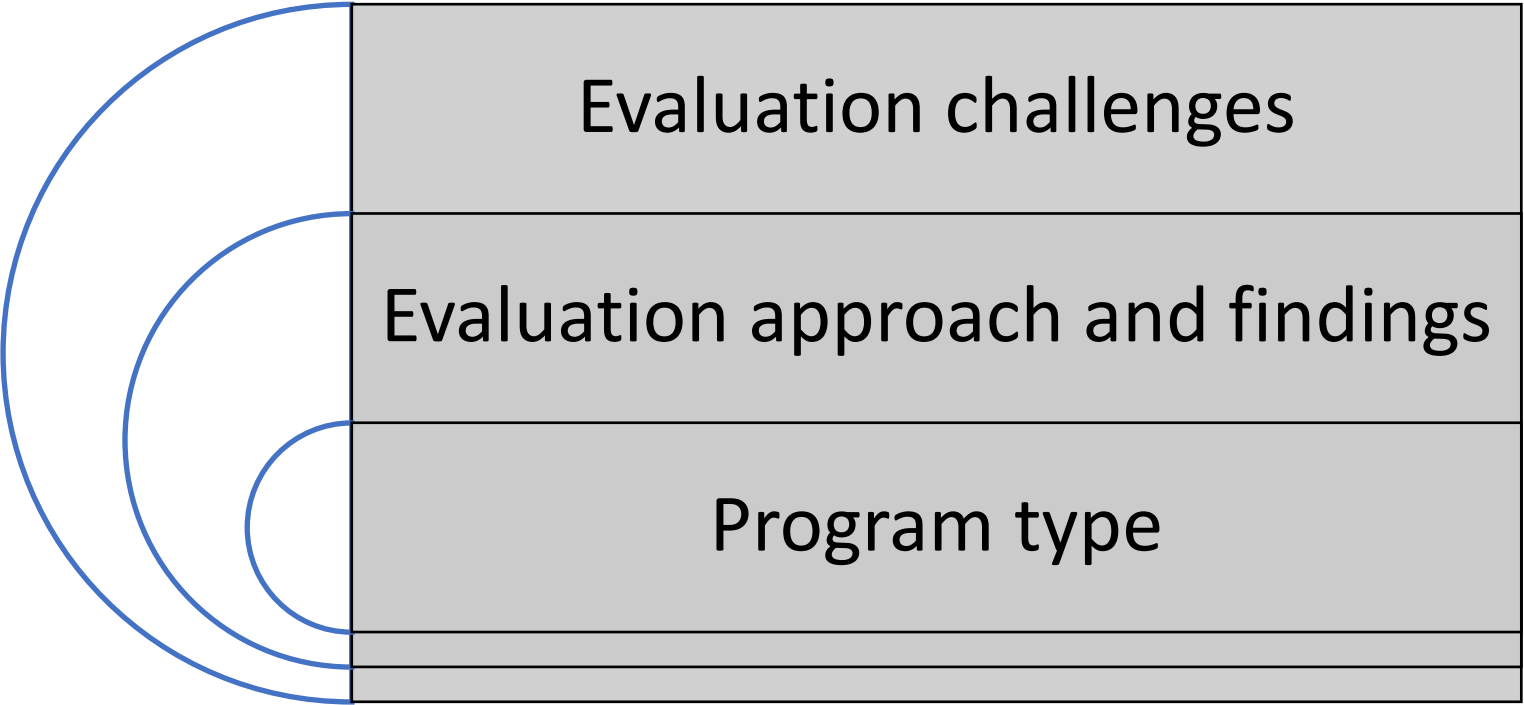 Evaluation challenges
Evaluation approach and findings
Program type